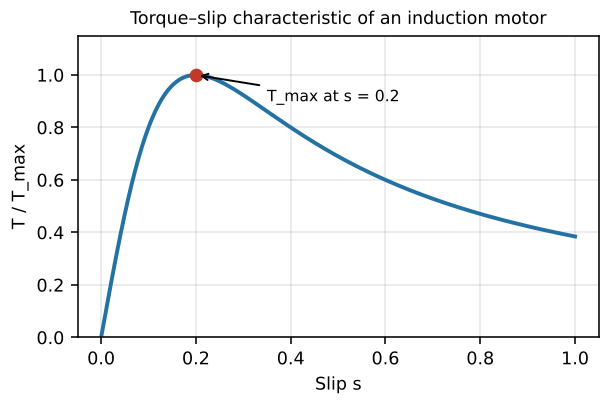 Torque–slip characteristic of an induction motor
T / T_max
1.0
0.8
0.6
0.4
0.2
0.0
T_max at s = 0.2
0.0 0.2 0.4 0.6 0.8 1.0
Slip s